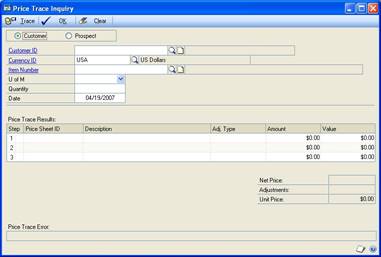 Price Trace Inquiry
Trace OK Clear
Customer Prospect
Customer ID
Currency ID USA US Dollars
Item Number
U of M
Quantity
Date 04/19/2007
Price Trace Results:
Step Price Sheet ID Description Adj. Type Amount Value
1 $0.00 $0.00
2 $0.00 $0.00
3 $0.00 $0.00
Net Price:
Adjustments:
Unit Price: $0.00
Price Trace Error: